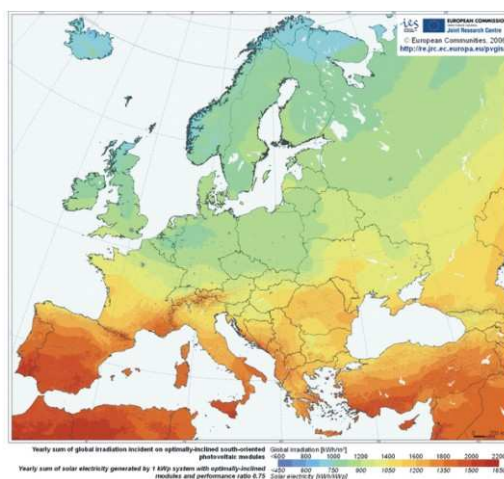 EUROPEAN COMMISSION
Joint Research Centre
© European Communities. 2006
http://re.jrc.ec.europa.eu/pvgis
Yearly sum of global irradiation incident on optimally-inclined south-oriented
photovoltaic modules
Global irradiation [kWh/m²]
<600 800 1000 1200 1400 1600 1800 2000 2200
Yearly sum of solar electricity generated by 1 kWp system with optimally-inclined
modules and performance ratio 0.75
<450 600 750 900 1050 1200 1350 1500 1650
Solar electricity [kWh/kWp]